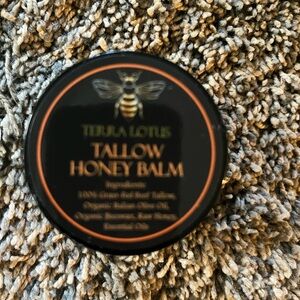 TERRA LOTUS
TALLOW
HONEY BALM
Ingredients:
100% Grass-Fed Beef Tallow,
Organic Italian Olive Oil,
Organic Beeswax, Raw Honey,
Essential Oils